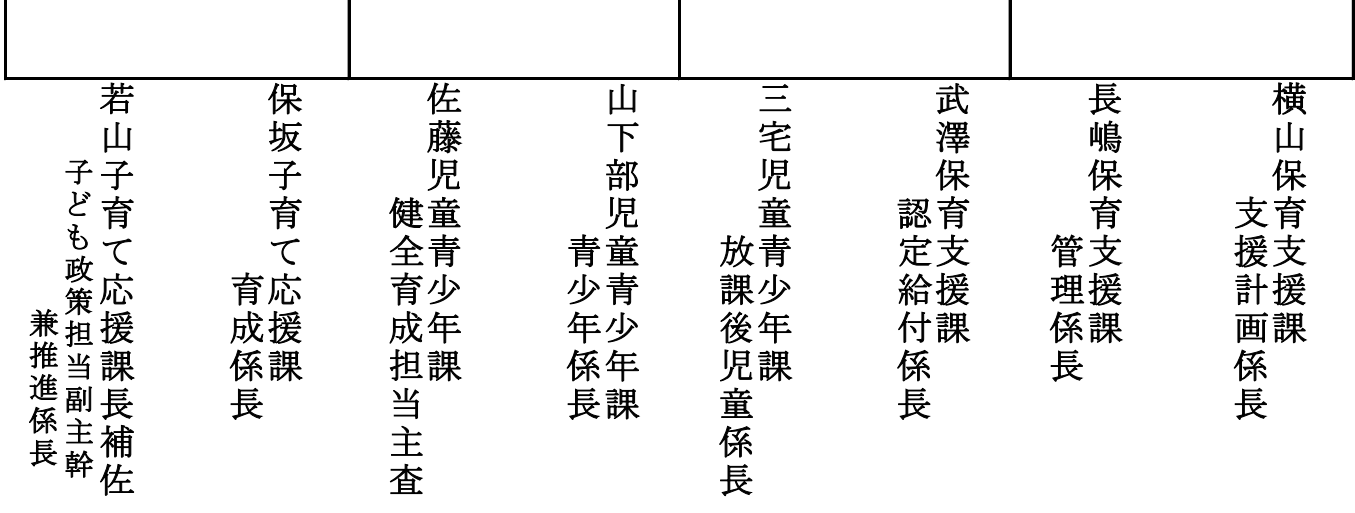 横山保育支援課
支援計画係長
長嶋保育支援課
管理係長
武澤保育支援課
認定給付係長
三宅児童青少年課
放課後児童係長
山下部児童青少年課
青少年係長
佐藤児童青少年課
健全育成担当主査
保坂子育て応援課
育成係長
若山子育て応援課長補佐
子ども政策担当副主幹
兼推進係長